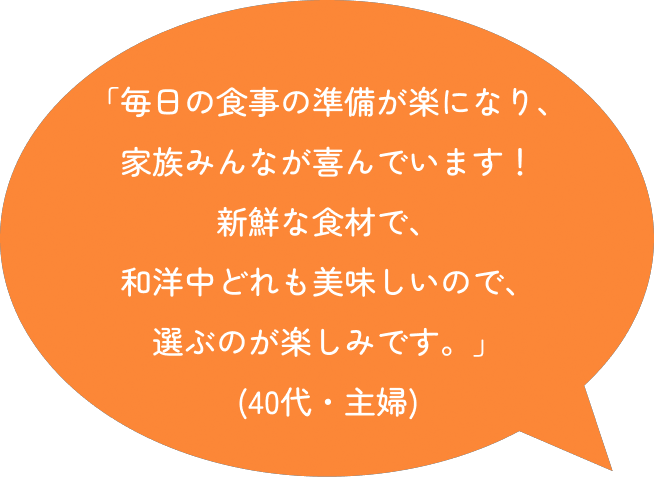 「毎日の食事の準備が楽になり、
家族みんなが喜んでいます！
新鮮な食材で、
和洋中どれも美味しいので、
選ぶのが楽しみです。」
(40代・主婦)